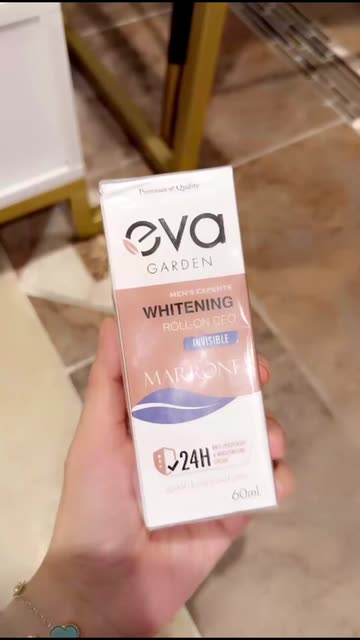 Premium Quality
eva
GARDEN
MEN'S EXPERTS
WHITENING
ROLL-ON DEO
INVISIBLE
MARRONE
24H
60mL